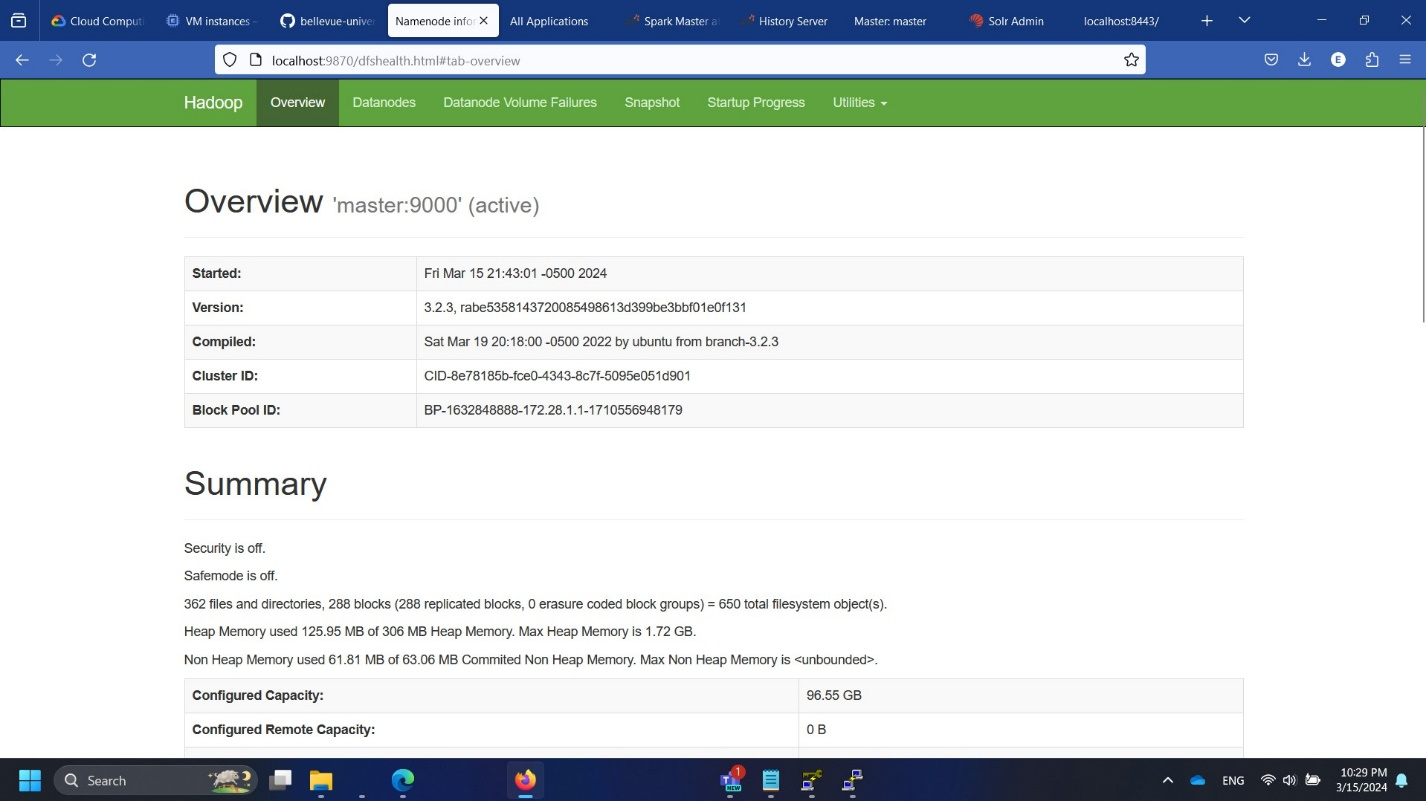 Cloud Computi
VM instances -
bellevue-unive
Namenode info
All Applications
Spark Master a
History Server
Master: master
Solr Admin
localhost:8443/
localhost:9870/dfshealth.html#tab-overview
E
Hadoop Overview Datanodes Datanode Volume Failures Snapshot Startup Progress Utilities
Overview 'master:9000' (active)
Started: Fri Mar 15 21:43:01 -0500 2024
Version: 3.2.3, rabe5358143720085498613d399be3bbf01e0f131
Compiled: Sat Mar 19 20:18:00 -0500 2022 by ubuntu from branch-3.2.3
Cluster ID: CID-8e78185b-fce0-4343-8c7f-5095e051d901
Block Pool ID: BP-1632848888-172.28.1.1-1710556948179
Summary
Security is off.
Safemode is off.
362 files and directories, 288 blocks (288 replicated blocks, 0 erasure coded block groups) = 650 total filesystem object(s).
Heap Memory used 125.95 MB of 306 MB Heap Memory. Max Heap Memory is 1.72 GB.
Non Heap Memory used 61.81 MB of 63.06 MB Commited Non Heap Memory. Max Non Heap Memory is <unbounded>.
Configured Capacity: 96.55 GB
Configured Remote Capacity: 0 B
Search
1
NEW
ENG
10:29 PM
3/15/2024